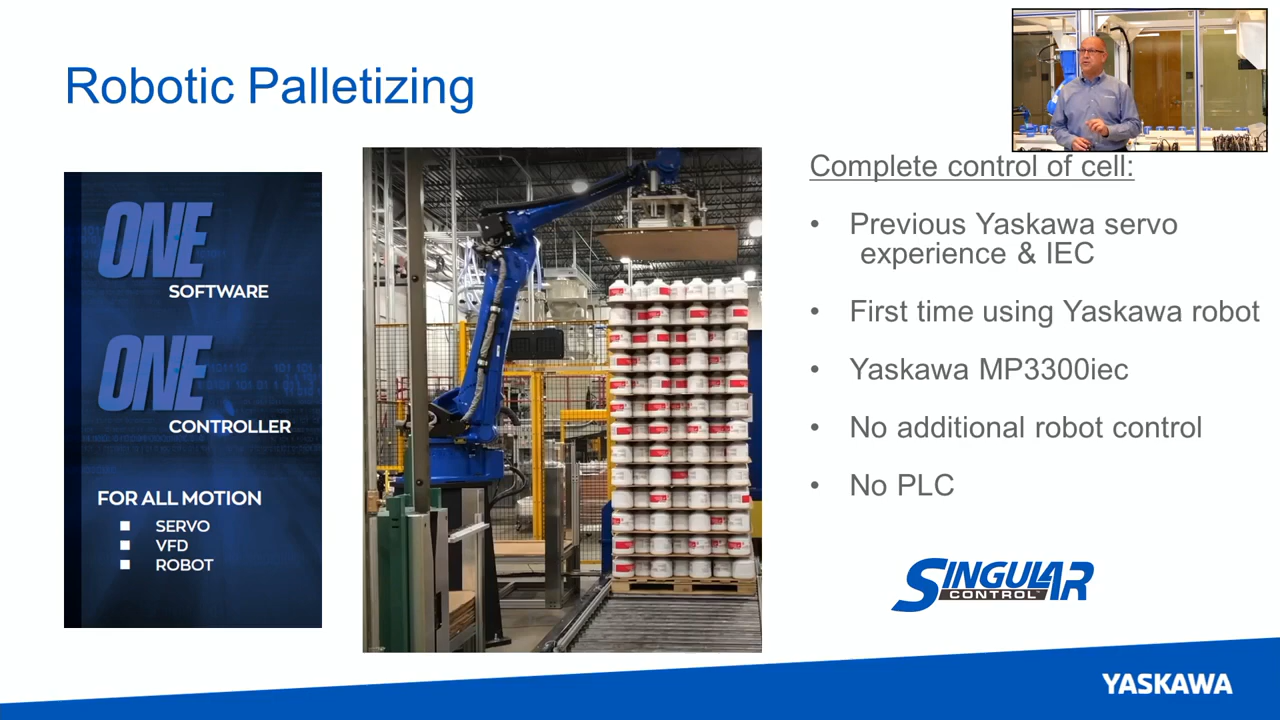 Robotic Palletizing
ONE
SOFTWARE
ONE
CONTROLLER
FOR ALL MOTION
■ SERVO
■ VFD
■ ROBOT
Complete control of cell:
• Previous Yaskawa servo
experience & IEC
• First time using Yaskawa robot
• Yaskawa MP3300iec
• No additional robot control
• No PLC
SINGULAR
CONTROL™
YASKAWA